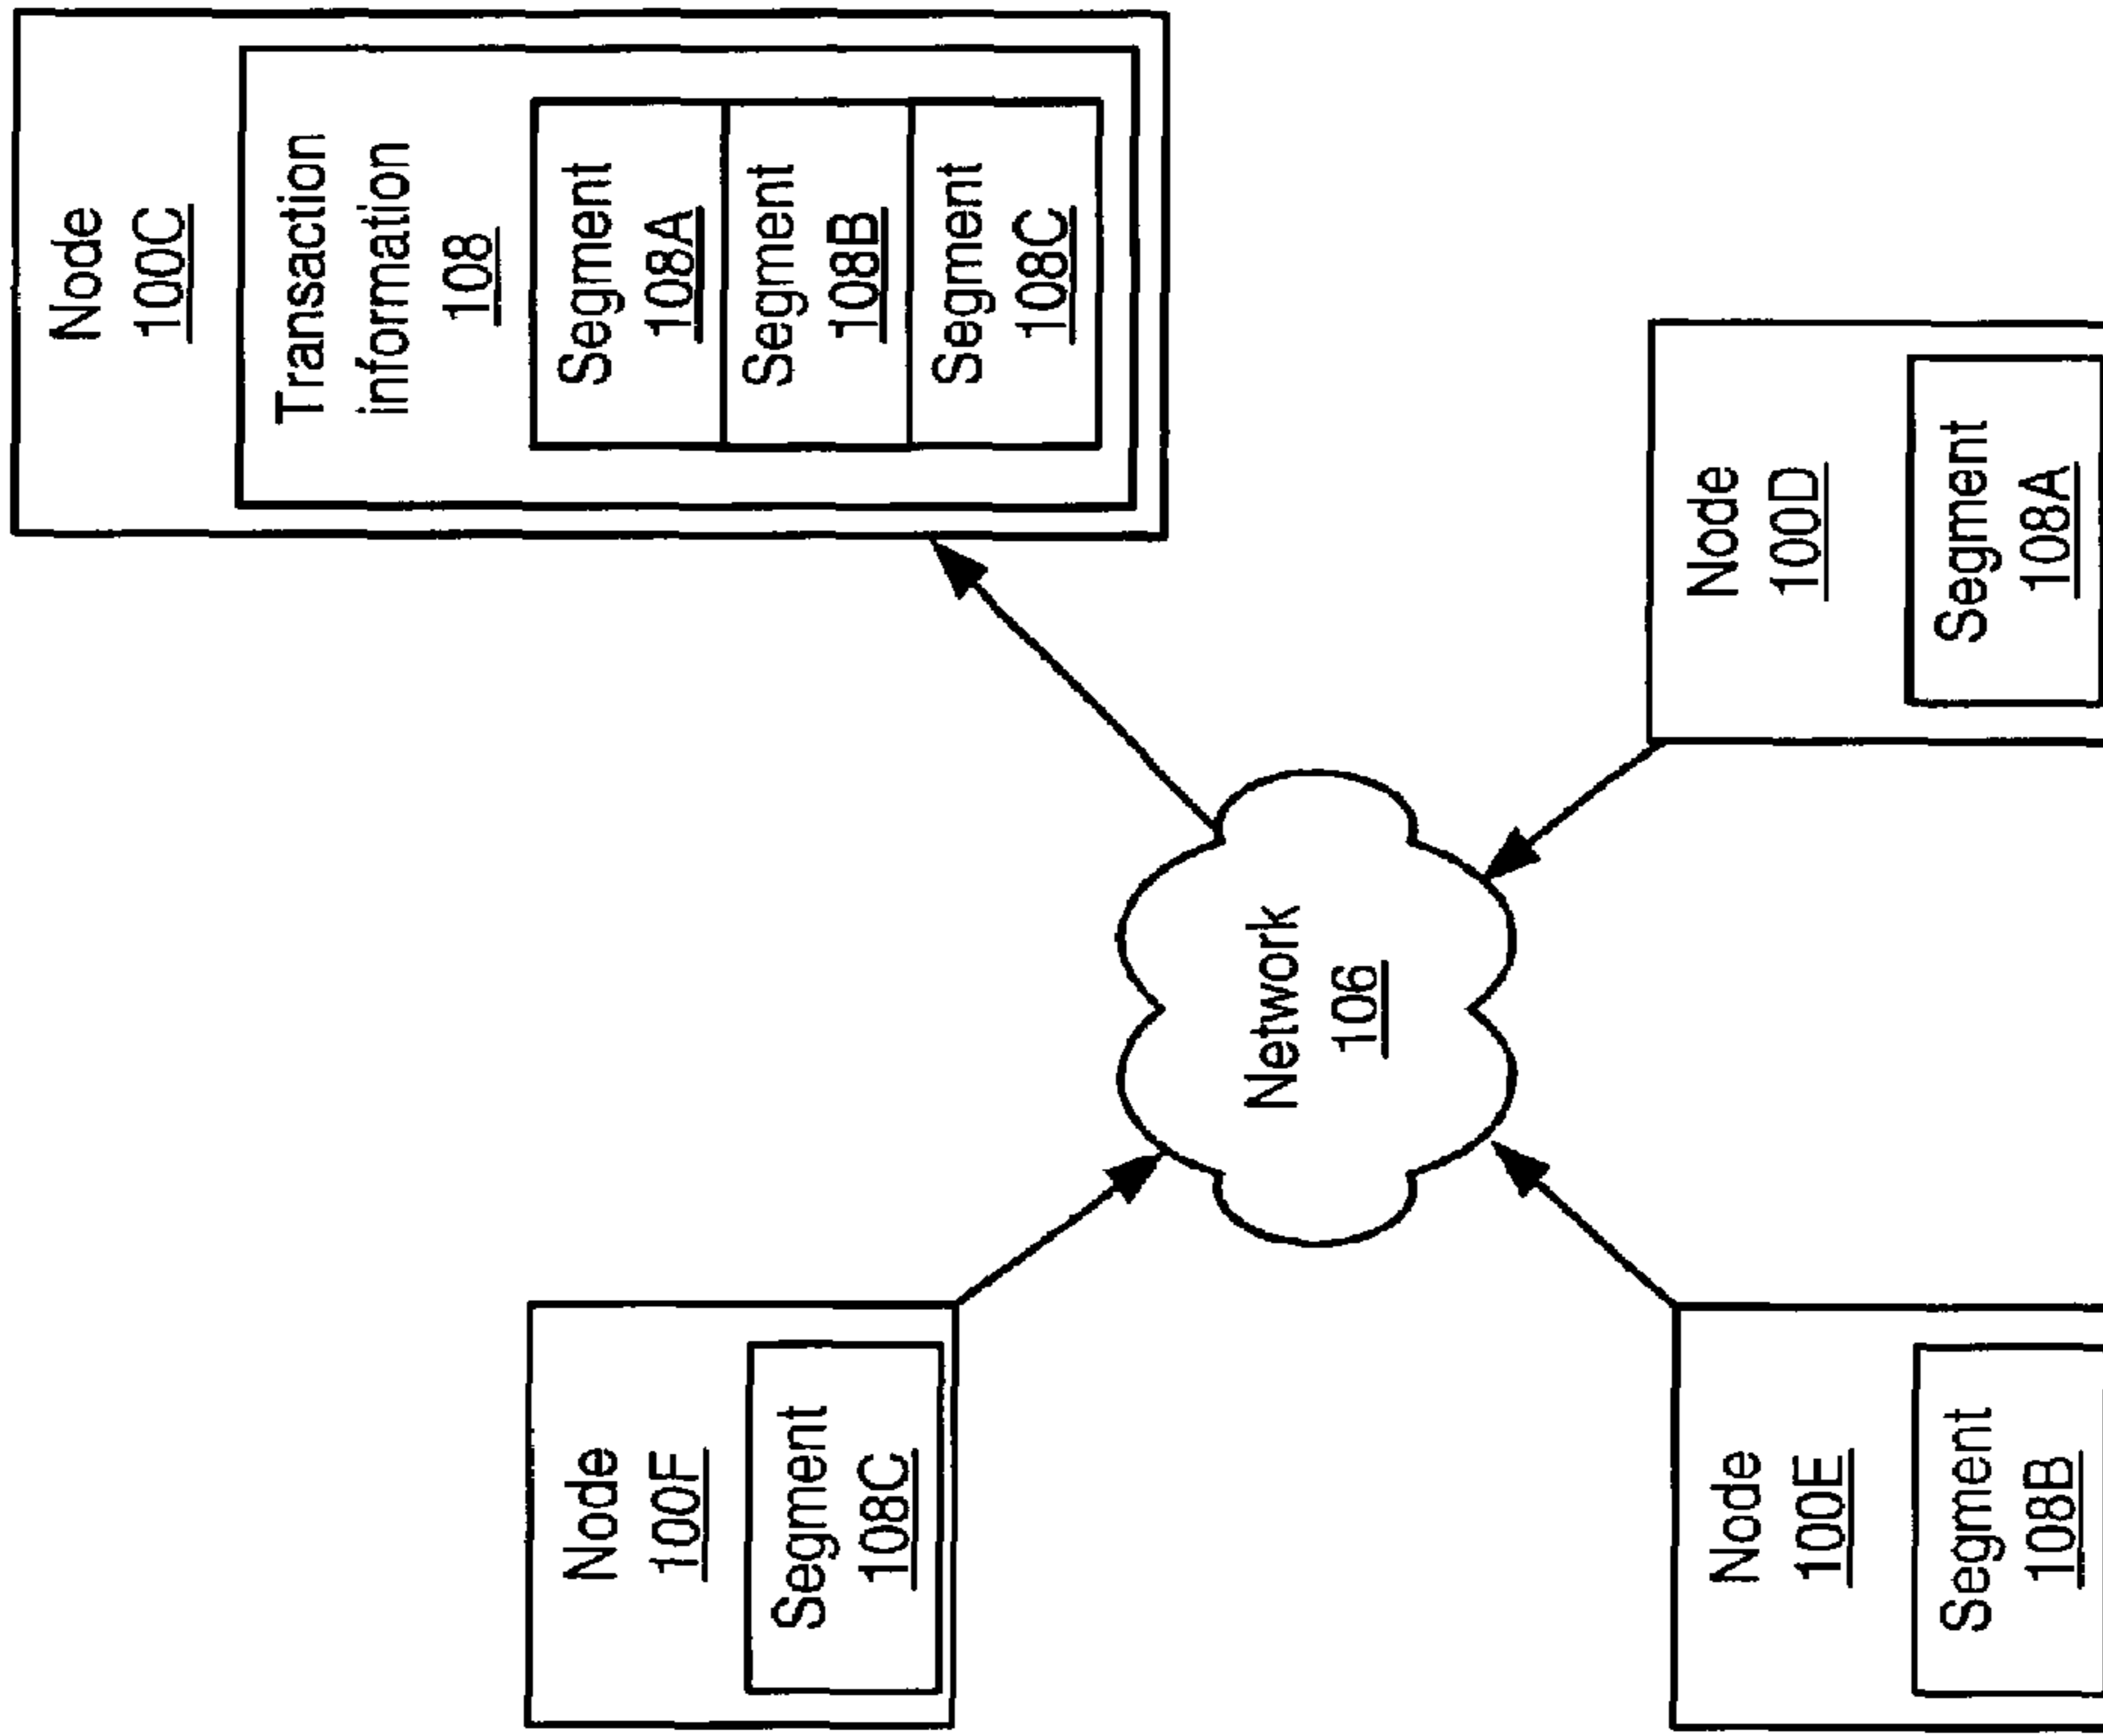 Node
100C
Transaction
information
108
Segment
108A
Segment
108B
Segment
108C
Node
100F
Segment
108C
Network
106
Node
100D
Segment
108A
Node
100E
Segment
108B